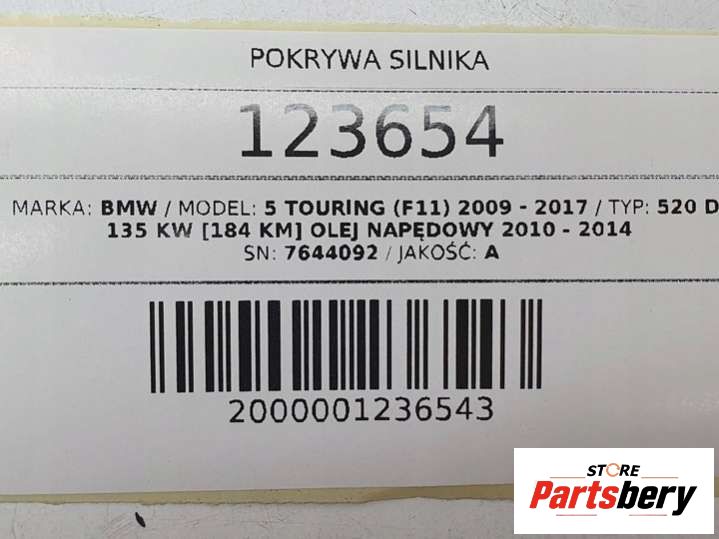 POKRYWA SILNIKA
123654
MARKA: BMW / MODEL: 5 TOURING (F11) 2009 - 2017 / TYP: 520 D
135 KW [184 KM] OLEJ NAPĘDOWY 2010 - 2014
SN: 7644092 / JAKOŚĆ: A
2000001236543
STORE
Partsbery